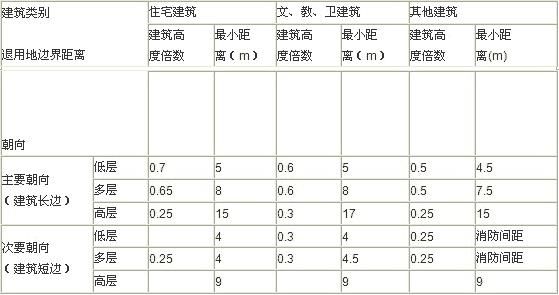 建筑类别 住宅建筑 文、教、卫建筑 其他建筑
退用地边界距离 建筑高度倍数 最小距离（m） 建筑高度倍数 最小距离（m） 建筑高度倍数 最小距离(m)
朝向
主要朝向（建筑长边） 低层 0.7 5 0.6 5 0.5 4.5
多层 0.65 8 0.6 8 0.5 7.5
高层 0.25 15 0.3 17 0.25 15
次要朝向（建筑短边） 低层 4 0.3 4 0.25 消防间距
多层 0.25 4 0.3 4.5 0.25 消防间距
高层 9 9 9